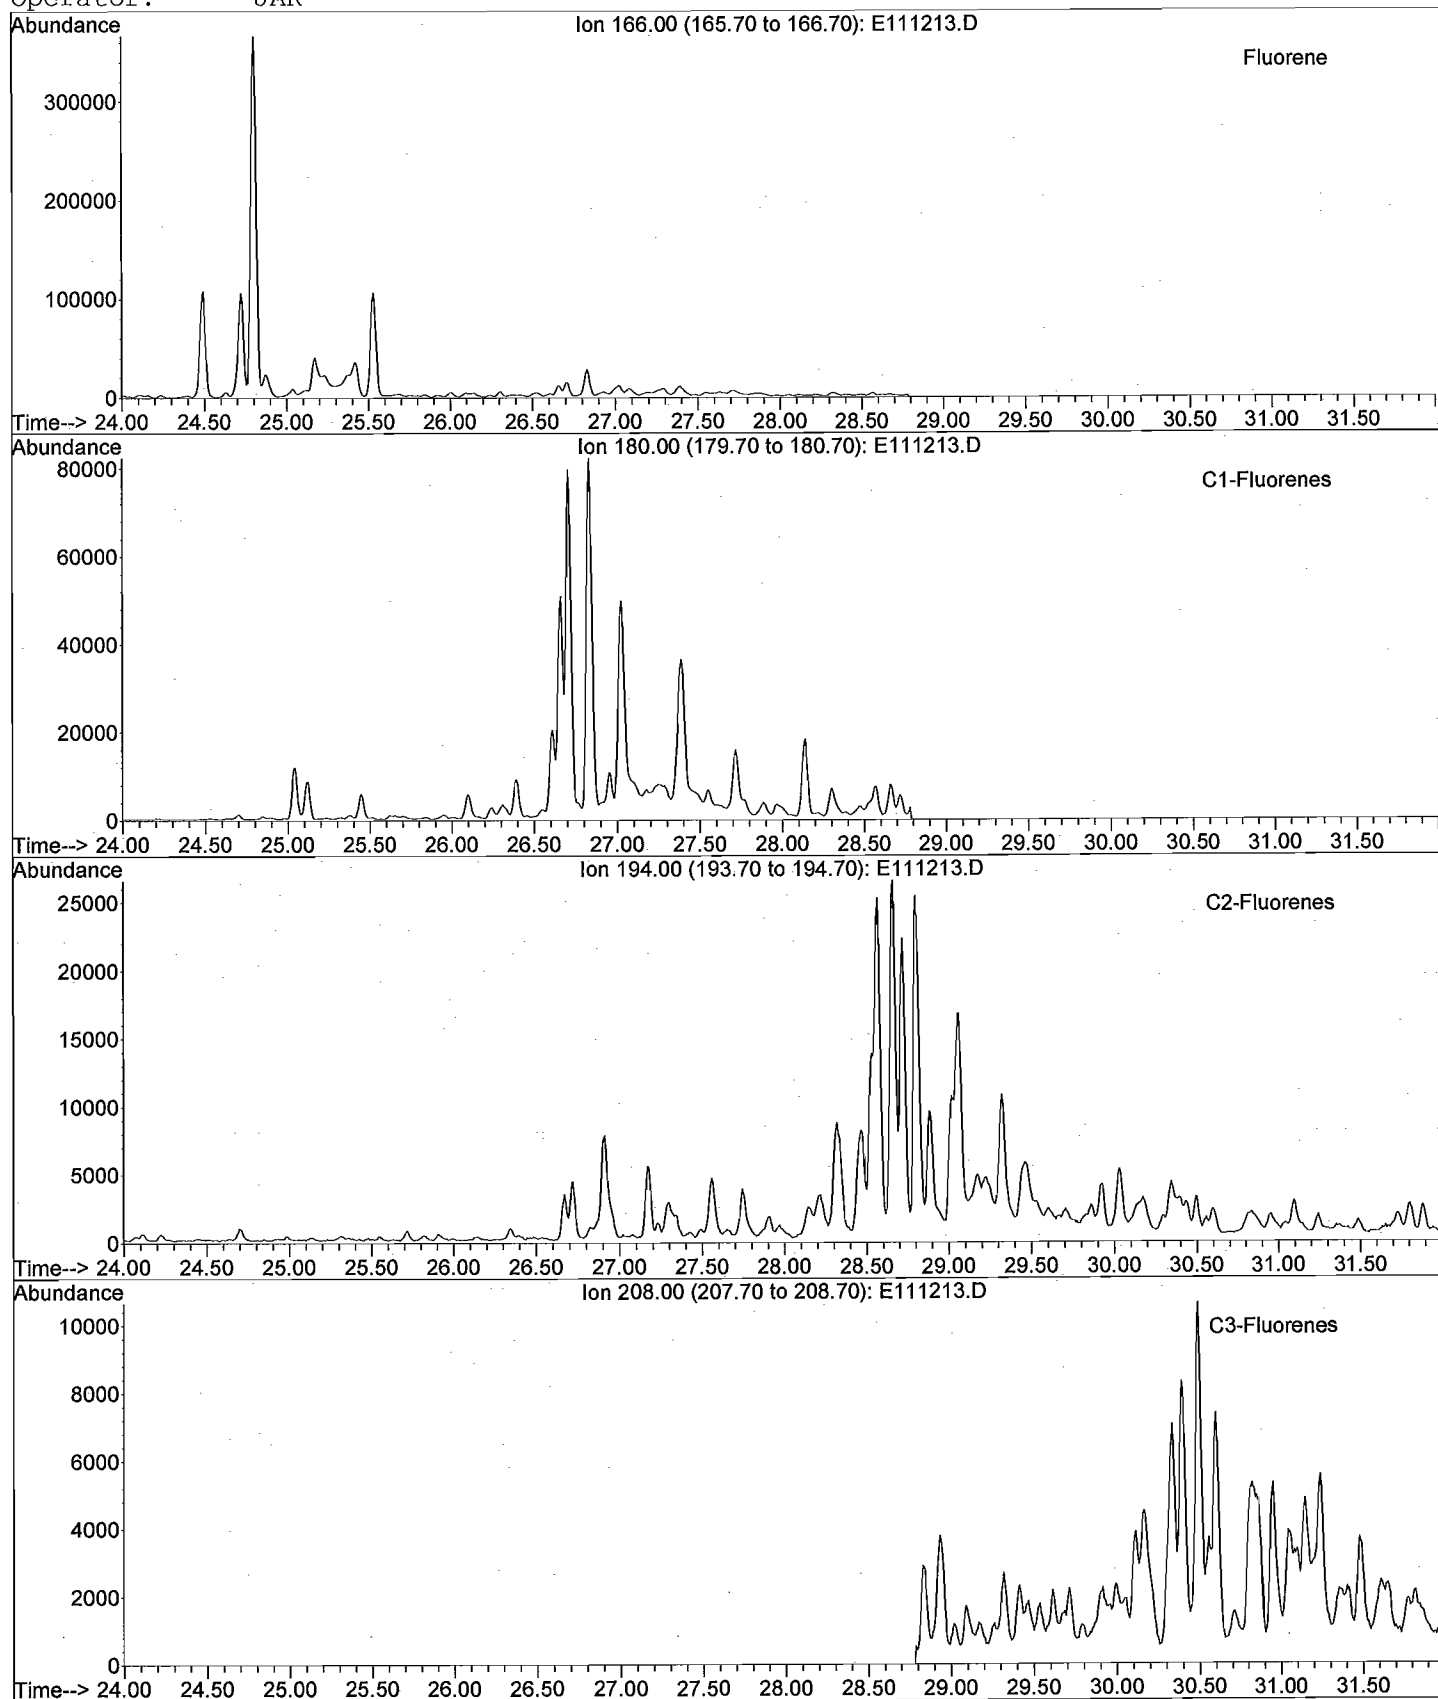 Operator: JAR
Abundance Ion 166.00 (165.70 to 166.70): E111213.D
Fluorene
300000
200000
100000
0
Time--> 24.00 24.50 25.00 25.50 26.00 26.50 27.00 27.50 28.00 28.50 29.00 29.50 30.00 30.50 31.00 31.50
Abundance Ion 180.00 (179.70 to 180.70): E111213.D
80000
C1-Fluorenes
60000
40000
20000
0
Time--> 24.00 24.50 25.00 25.50 26.00 26.50 27.00 27.50 28.00 28.50 29.00 29.50 30.00 30.50 31.00 31.50
Abundance Ion 194.00 (193.70 to 194.70): E111213.D
25000
C2-Fluorenes
20000
15000
10000
5000
0
Time--> 24.00 24.50 25.00 25.50 26.00 26.50 27.00 27.50 28.00 28.50 29.00 29.50 30.00 30.50 31.00 31.50
Abundance Ion 208.00 (207.70 to 208.70): E111213.D
10000
C3-Fluorenes
8000
6000
4000
2000
0
Time--> 24.00 24.50 25.00 25.50 26.00 26.50 27.00 27.50 28.00 28.50 29.00 29.50 30.00 30.50 31.00 31.50